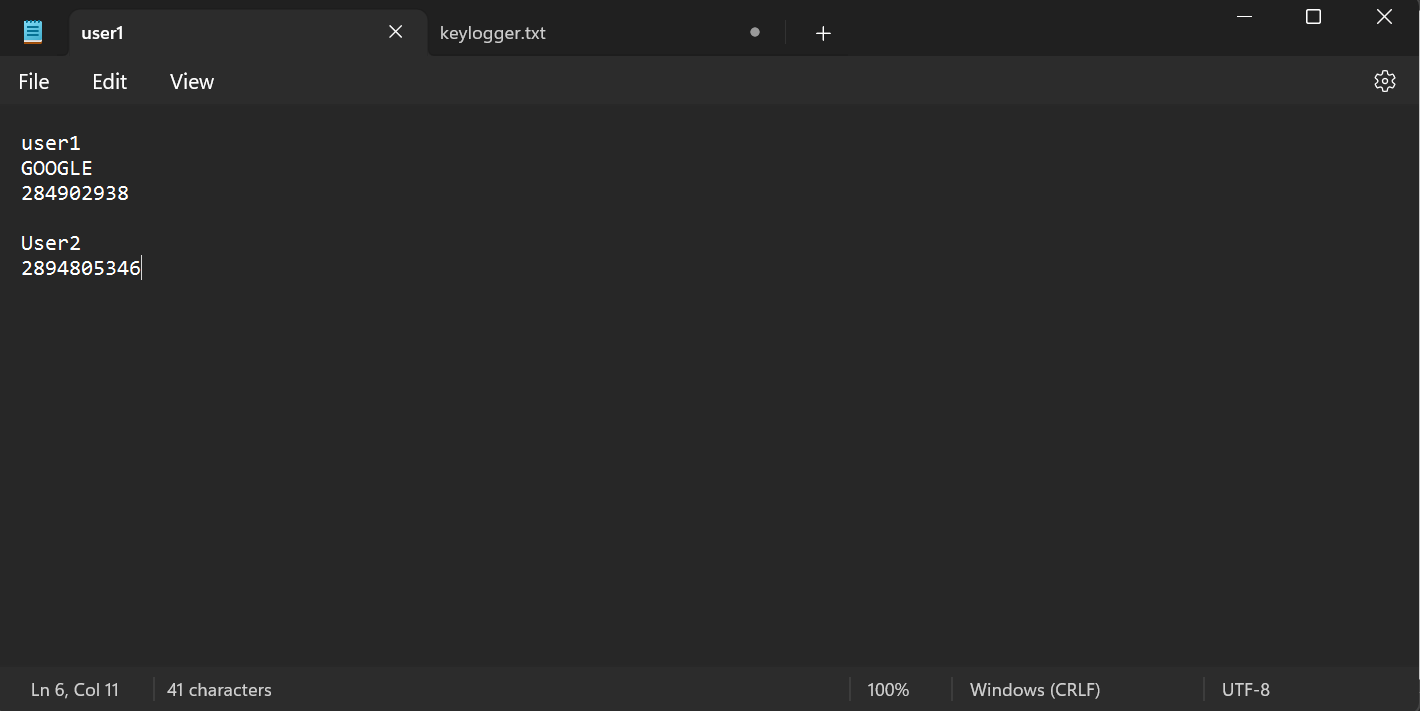 user1
keylogger.txt
File Edit View
user1
GOOGLE
284902938
User2
2894805346
Ln 6, Col 11 41 characters 100% Windows (CRLF) UTF-8